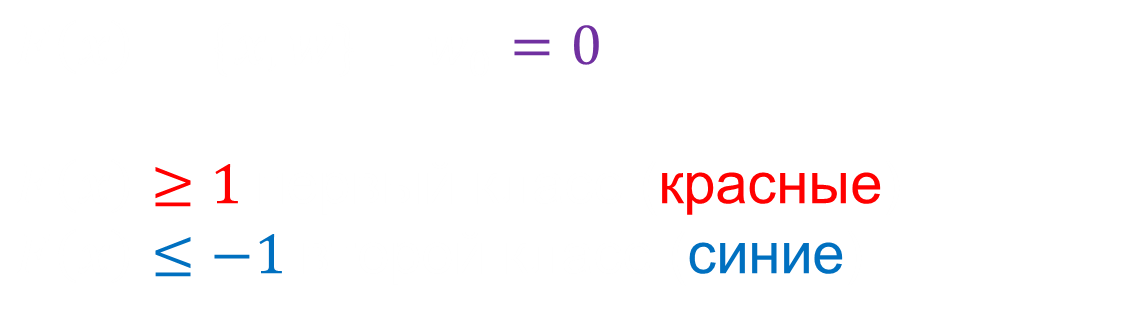 = 0
≥ 1 красные
≤ −1 синие